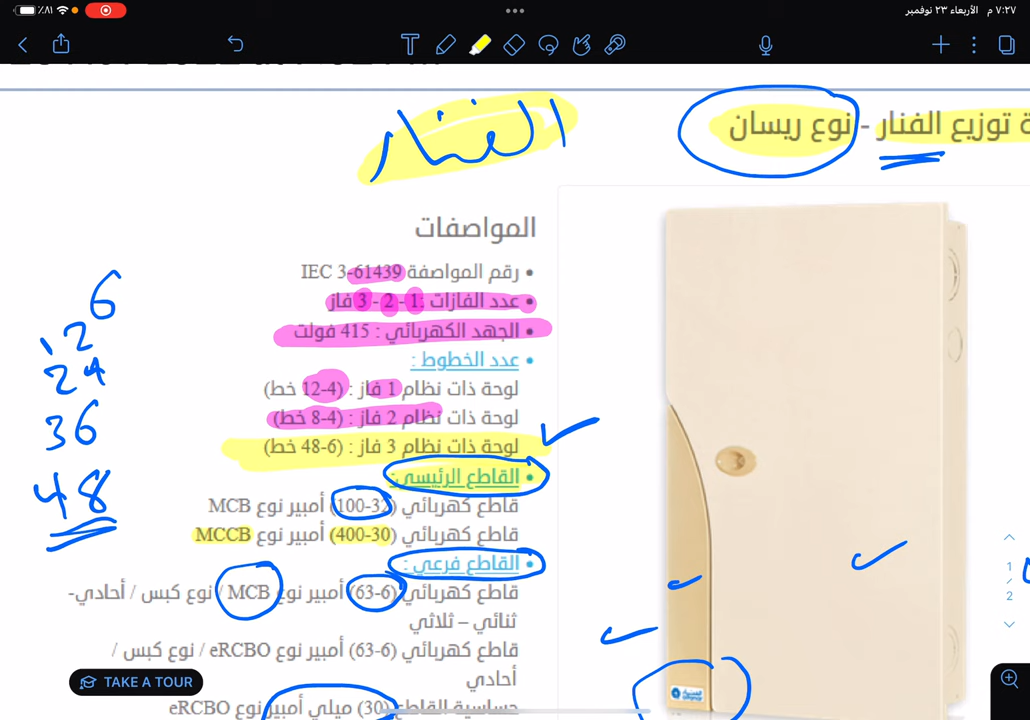 ٧:٢٧ م الأربعاء ٢٣ نوفمبر
٪٨١
ة توزيع الفنار - نوع ريسان
الفنار
المواصفات
• رقم المواصفة IEC 3-61439
• عدد الفازات :1 - 2 - 3 فاز
• الجهد الكهربائي : 415 فولت
• عدد الخطوط :
لوحة ذات نظام 1 فاز : (4-12 خط)
لوحة ذات نظام 2 فاز : (4-8 خط)
لوحة ذات نظام 3 فاز : (6-48 خط)
• القاطع الرئيسي:
قاطع كهربائي (32-100) أمبير نوع MCB
قاطع كهربائي (30-400) أمبير نوع MCCB
• القاطع فرعي :
قاطع كهربائي (6-63) أمبير نوع MCB / نوع كبس / أحادي-
ثنائي – ثلاثي
قاطع كهربائي (6-63) أمبير نوع eRCBO / نوع كبس /
أحادي
حساسية القاطع (30) ميلي أمبير eRCBO
6
12
24
36
48
الفنار
1
/
2
TAKE A TOUR